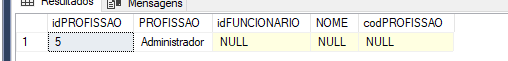 Resultados Mensagens
idPROFISSAO PROFISSAO idFUNCIONARIO NOME codPROFISSAO
1 5 Administrador NULL NULL NULL